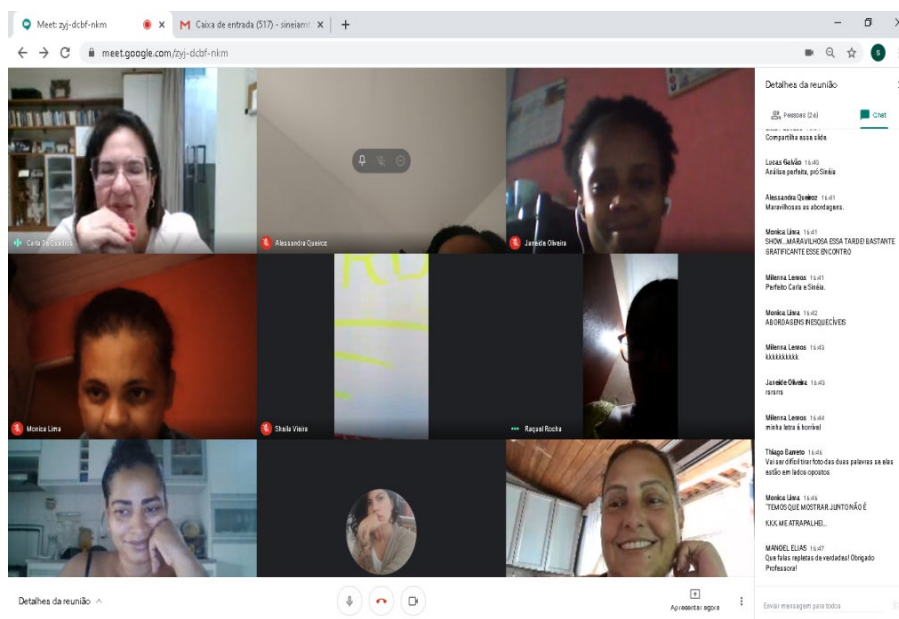 Meet: zyj-dcbf-nkm
Caixa de entrada (517) - sineiamt
meet.google.com/zyj-dcbf-nkm
S
Carla De Quadros
Alessandra Queiroz
Janeide Oliveira
Monica Lima
RD
Sheila Vieira
Raquel Rocha
Detalhes da reunião
Pessoas (26)
Chat
Compartilha essa slide
Lucas Galvão 16:40
Análise perfeita, pró Sinéia
Alessandra Queiroz 16:41
Maravilhosas as abordagens.
Monica Lima 16:41
SHOW...MARAVILHOSA ESSA TARDE! BASTANTE
GRATIFICANTE ESSE ENCONTRO
Milenna Lemos 16:41
Perfeito Carla e Sinéia.
Monica Lima 16:42
ABORDAGENS INESQUECÍVEIS
Milenna Lemos 16:43
kkkkkkkkkk
Janeide Oliveira 16:43
rsrsrs
Milenna Lemos 16:44
minha letra é horrível
Thiago Barreto 16:46
Vai ser difícil tirar foto das duas palavras se elas
estão em lados opostos
Monica Lima 16:46
TEMOS QUE MOSTRAR JUNTO NÃO É
KKK ME ATRAPALHEI...
MANOEL ELIAS 16:47
Que falas repletas de verdades! Obrigado
Professora!
Detalhes da reunião
Apresentar agora
Enviar mensagem para todos